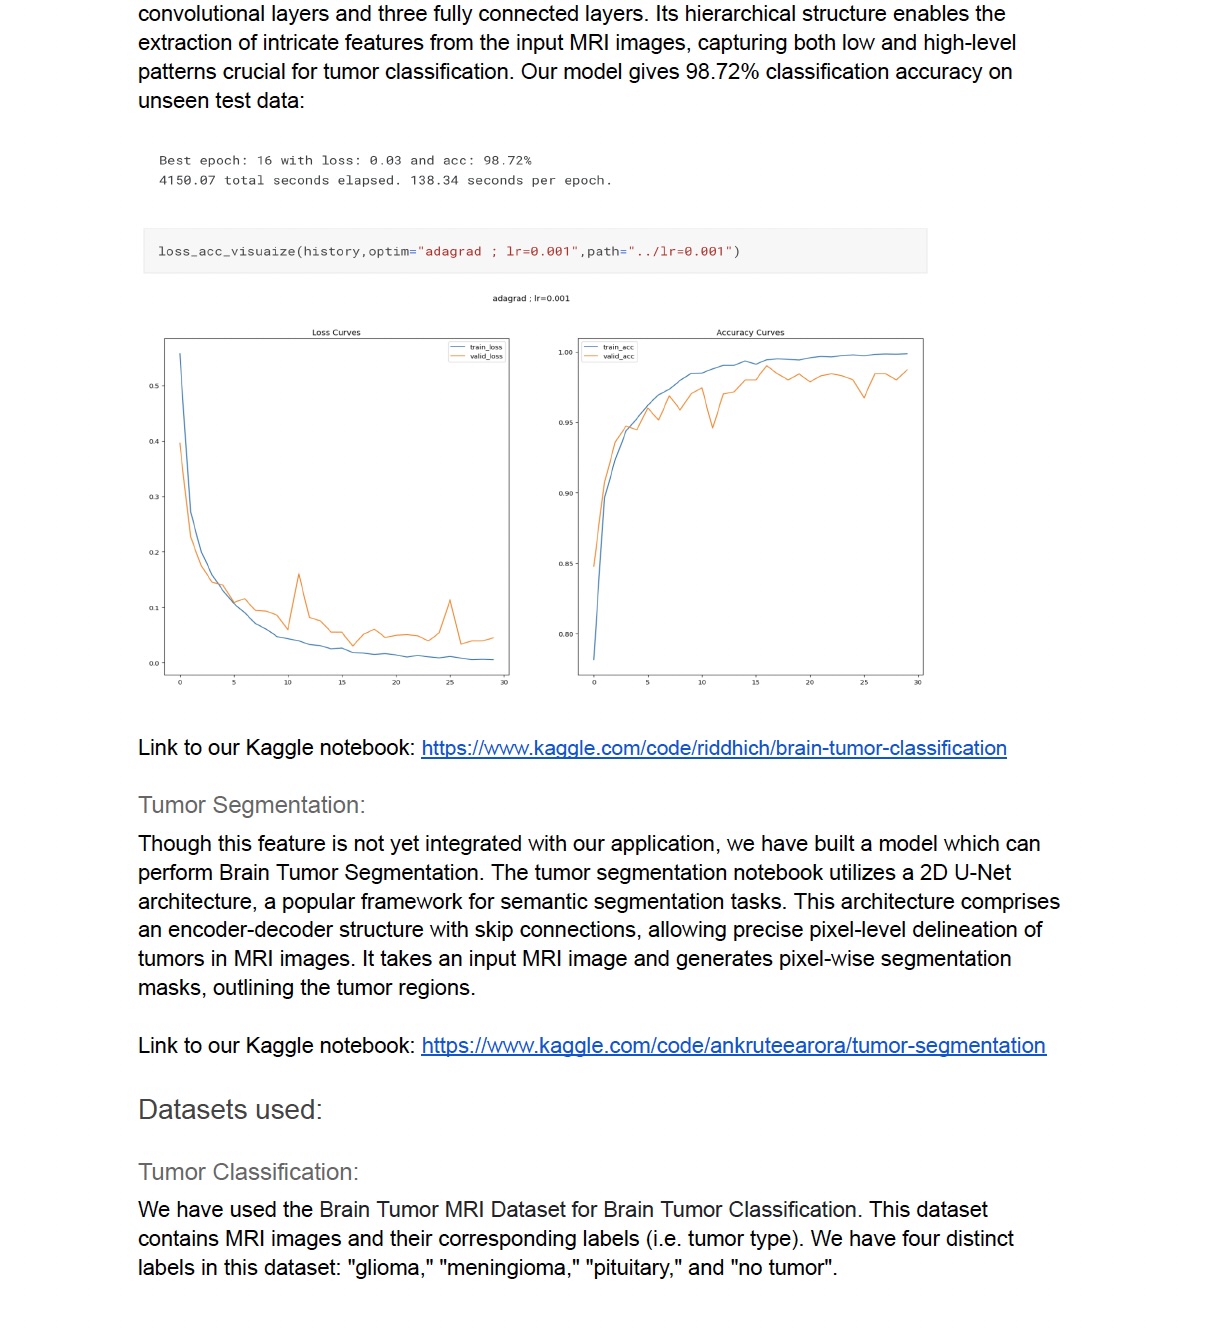 convolutional layers and three fully connected layers. Its hierarchical structure enables the
extraction of intricate features from the input MRI images, capturing both low and high-level
patterns crucial for tumor classification. Our model gives 98.72% classification accuracy on
unseen test data:
Best epoch: 16 with loss: 0.03 and acc: 98.72%
4150.07 total seconds elapsed. 138.34 seconds per epoch.
loss_acc_visuaize(history,optim="adagrad ; lr=0.001",path="../lr=0.001")
adagrad ; lr=0.001
Loss Curves
train_loss
valid_loss
0.5
0.4
0.3
0.2
0.1
0.0
0 5 10 15 20 25 30
Accuracy Curves
train_acc
valid_acc
1.00
0.95
0.90
0.85
0.80
0 5 10 15 20 25 30
Link to our Kaggle notebook: https://www.kaggle.com/code/riddhich/brain-tumor-classification
Tumor Segmentation:
Though this feature is not yet integrated with our application, we have built a model which can
perform Brain Tumor Segmentation. The tumor segmentation notebook utilizes a 2D U-Net
architecture, a popular framework for semantic segmentation tasks. This architecture comprises
an encoder-decoder structure with skip connections, allowing precise pixel-level delineation of
tumors in MRI images. It takes an input MRI image and generates pixel-wise segmentation
masks, outlining the tumor regions.
Link to our Kaggle notebook: https://www.kaggle.com/code/ankruteearora/tumor-segmentation
Datasets used:
Tumor Classification:
We have used the Brain Tumor MRI Dataset for Brain Tumor Classification. This dataset
contains MRI images and their corresponding labels (i.e. tumor type). We have four distinct
labels in this dataset: "glioma," "meningioma," "pituitary," and "no tumor".